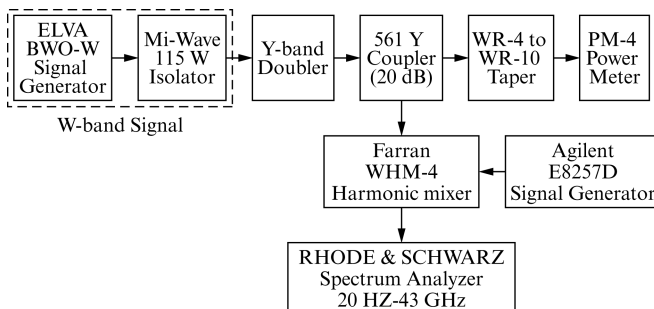 ELVA
BWO-W
Signal
Generator
Mi-Wave
115 W
Isolator
Y-band
Doubler
561 Y
Coupler
(20 dB)
WR-4 to
WR-10
Taper
PM-4
Power
Meter
W-band Signal
Farran
WHM-4
Harmonic mixer
Agilent
E8257D
Signal Generator
RHODE & SCHWARZ
Spectrum Analyzer
20 HZ-43 GHz